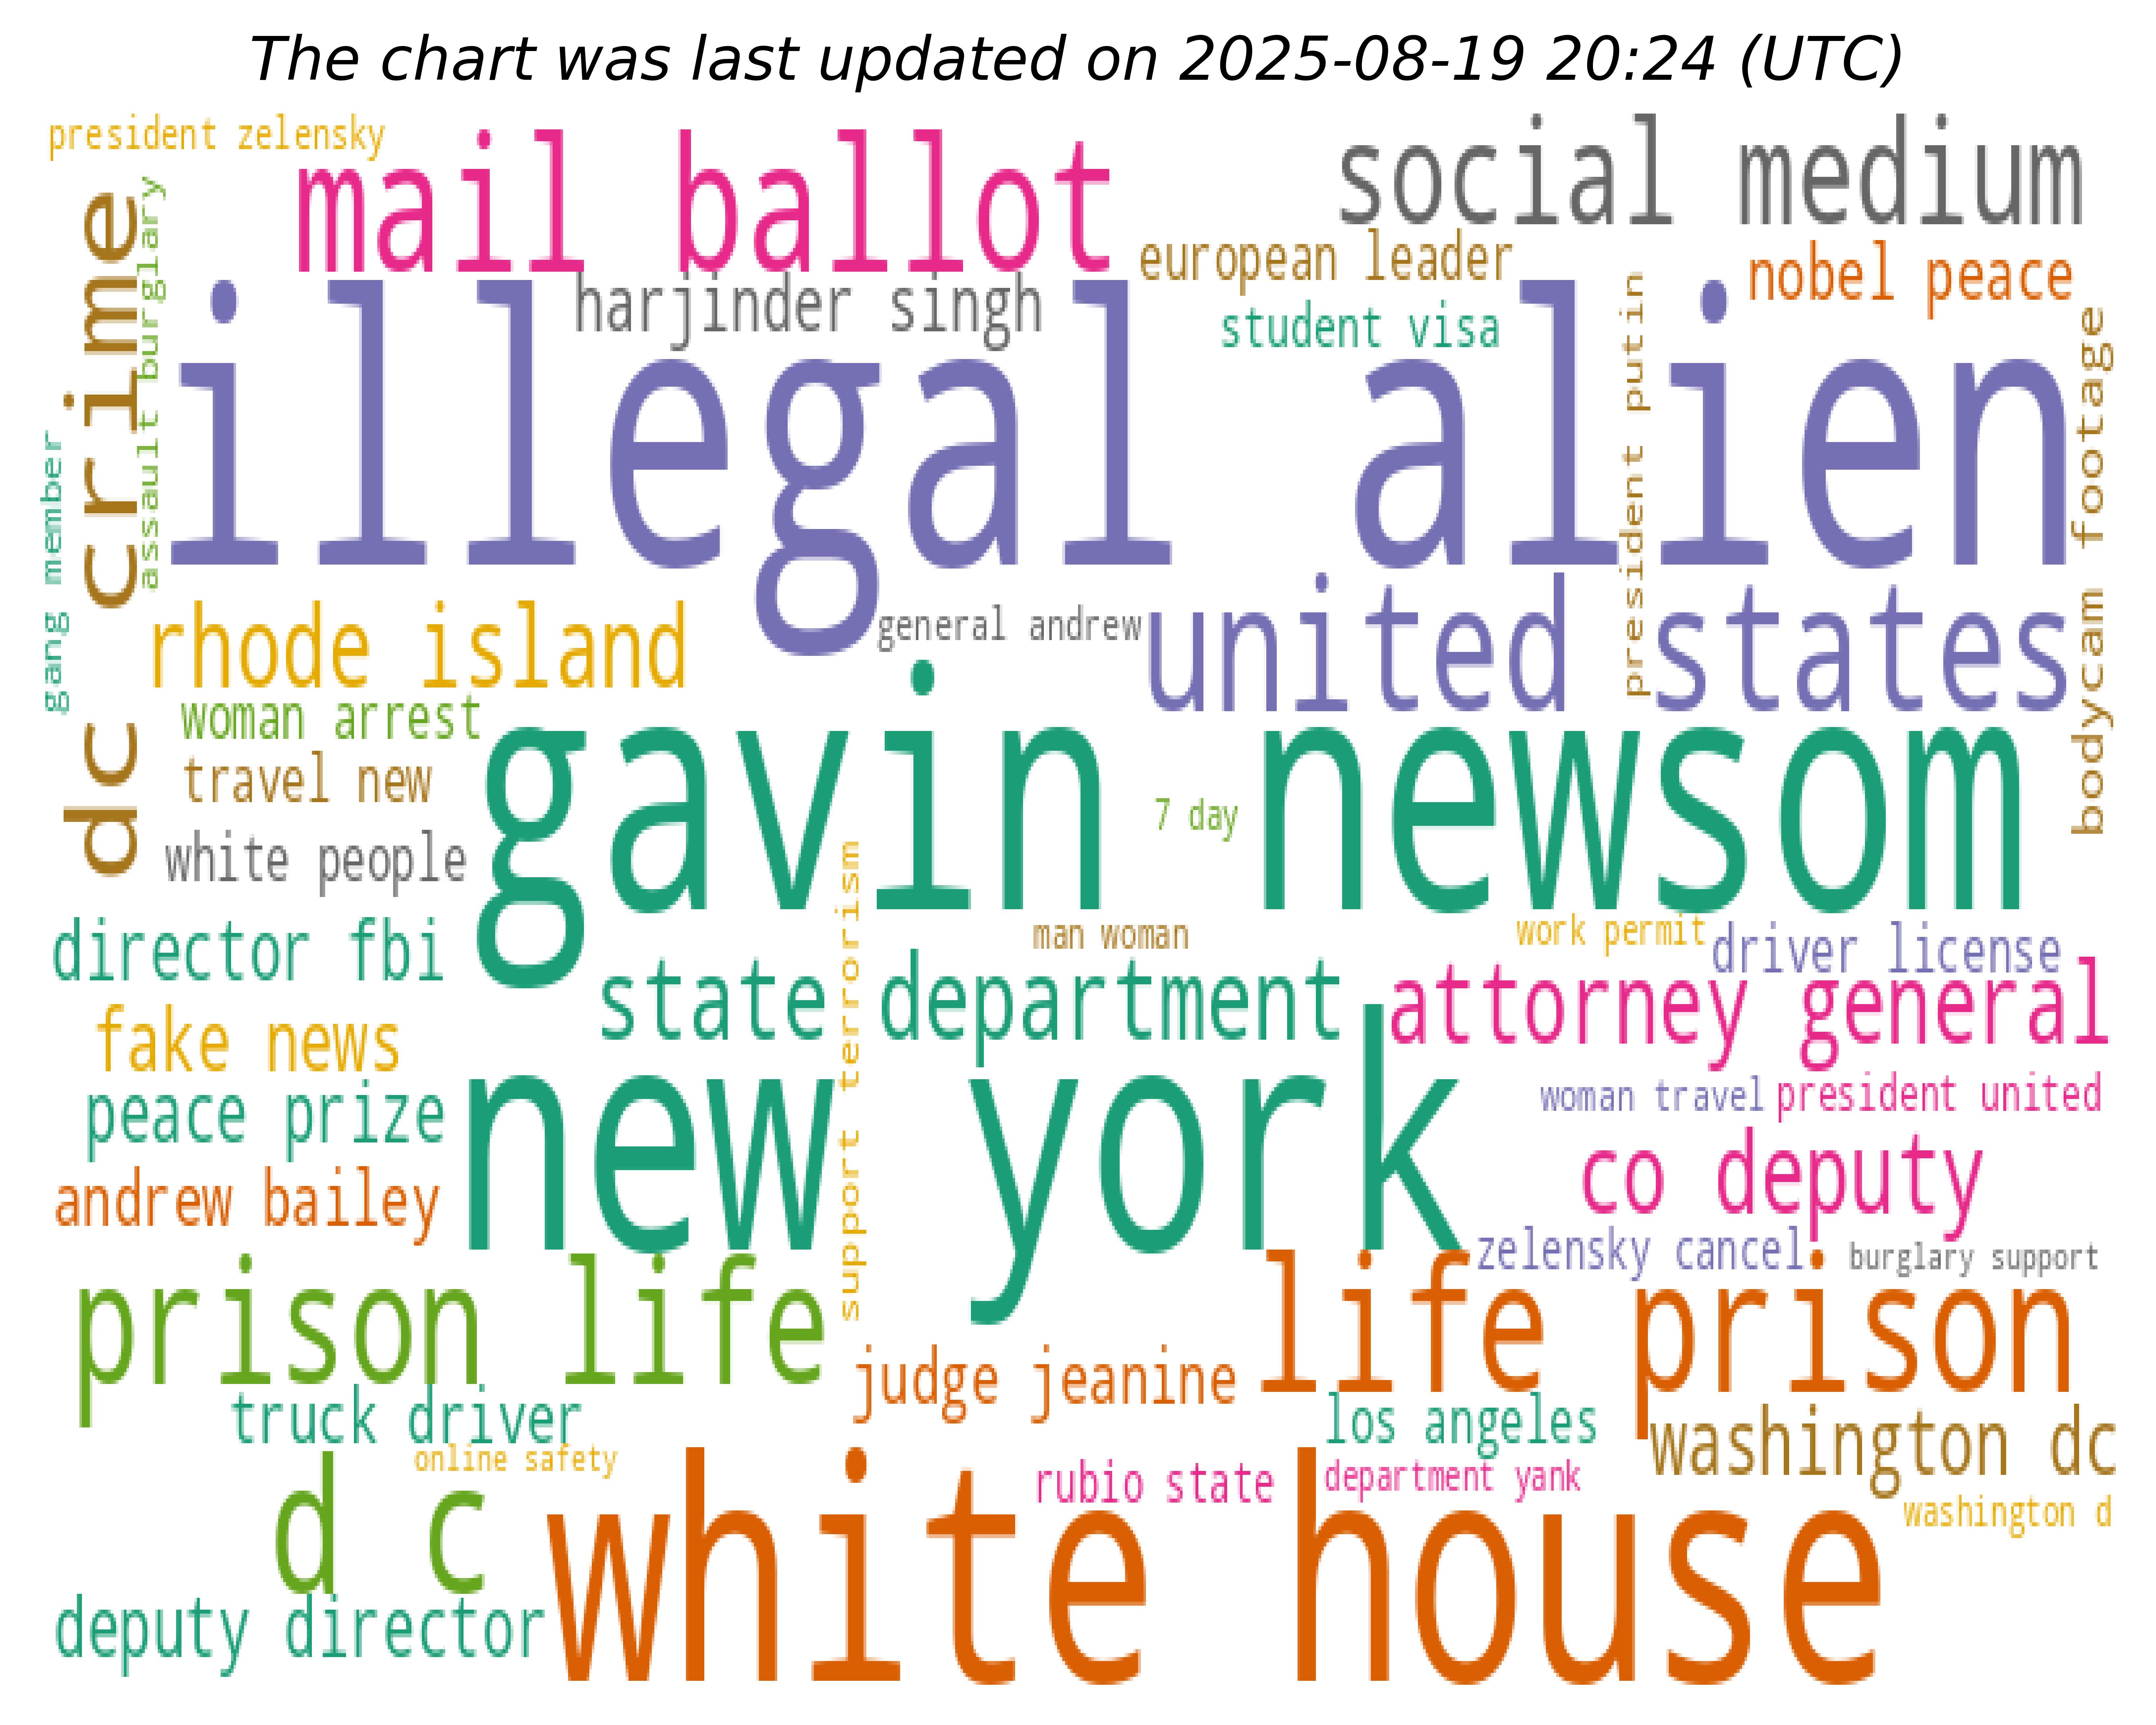 The chart was last updated on 2025-08-19 20:24 (UTC)
president zelensky
mail ballot
social medium
european leader
nobel peace
harjinder singh
student visa
illegal alien
dc crime
assault burglary
gang member
president putin
bodycam footage
rhode island
general andrew
united states
woman arrest
travel new
gavin newsom
7 day
white people
director fbi
man woman
work permit
driver license
state department
attorney general
support terrorism
fake news
peace prize
new york
woman travel
president united
co deputy
andrew bailey
zelensky cancel
burglary support
prison life
life prison
judge jeanine
truck driver
los angeles
washington dc
online safety
d c
rubio state
department yank
washington d
white house
deputy director